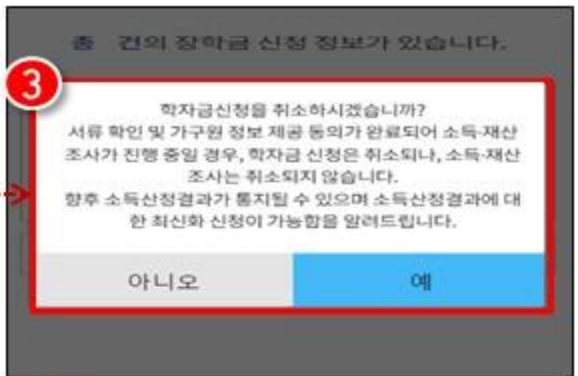 총 건의 장학금 신청 정보가 있습니다.
3
학자금신청을 취소하시겠습니까?
서류 확인 및 가구원 정보 제공 동의가 완료되어 소득·재산
조사가 진행 중일 경우, 학자금 신청은 취소되나, 소득·재산
조사는 취소되지 않습니다.
향후 소득산정결과가 통지될 수 있으며 소득산정결과에 대
한 최신화 신청이 가능함을 알려드립니다.
아니오
예